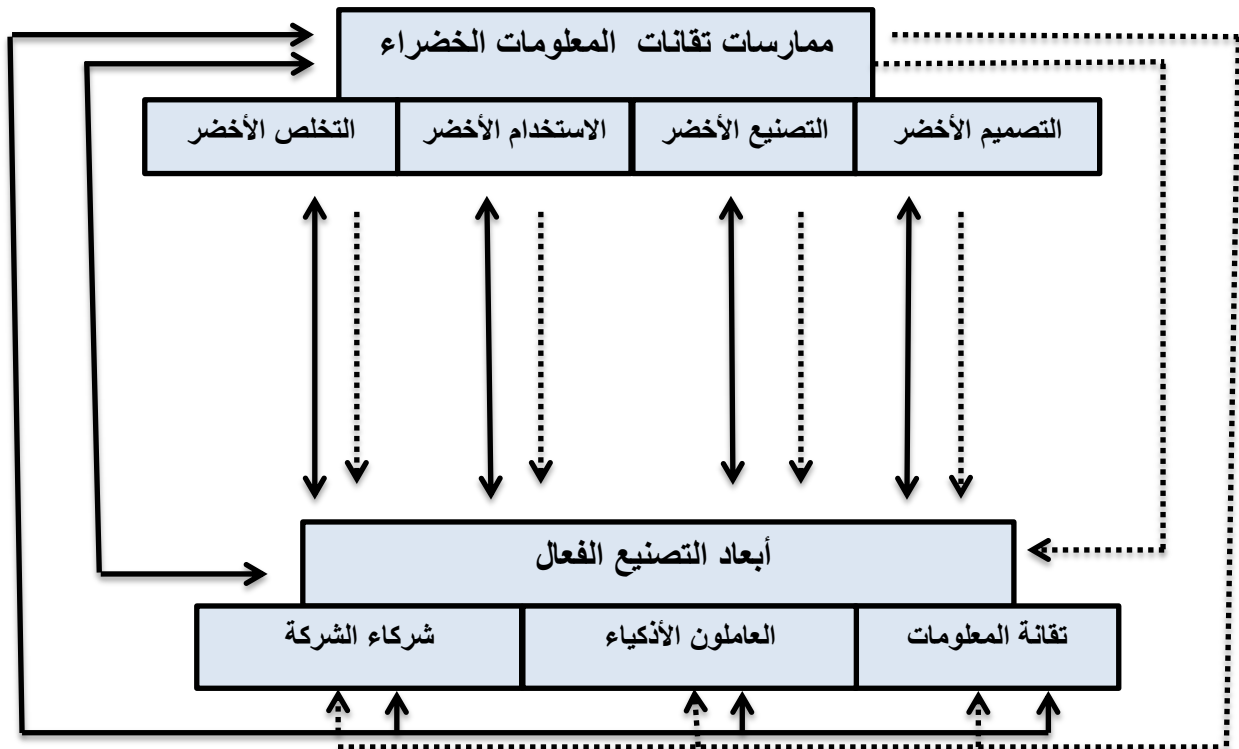 ممارسات تقانات المعلومات الخضراء
التصميم الأخضر
التصنيع الأخضر
الاستخدام الأخضر
التخلص الأخضر
أبعاد التصنيع الفعال
تقانة المعلومات
العاملون الأذكياء
شركاء الشركة